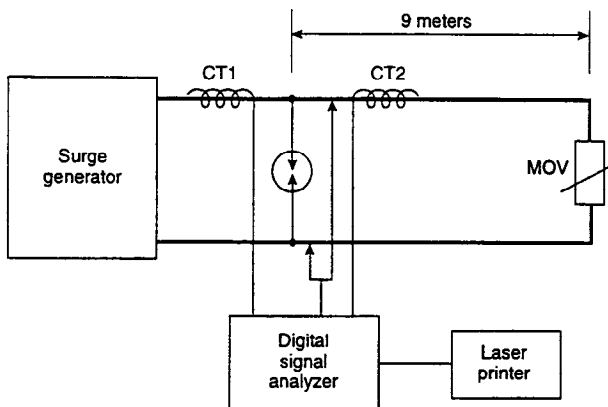 9 meters
CT1
CT2
Surge
generator
MOV
Digital
signal
analyzer
Laser
printer